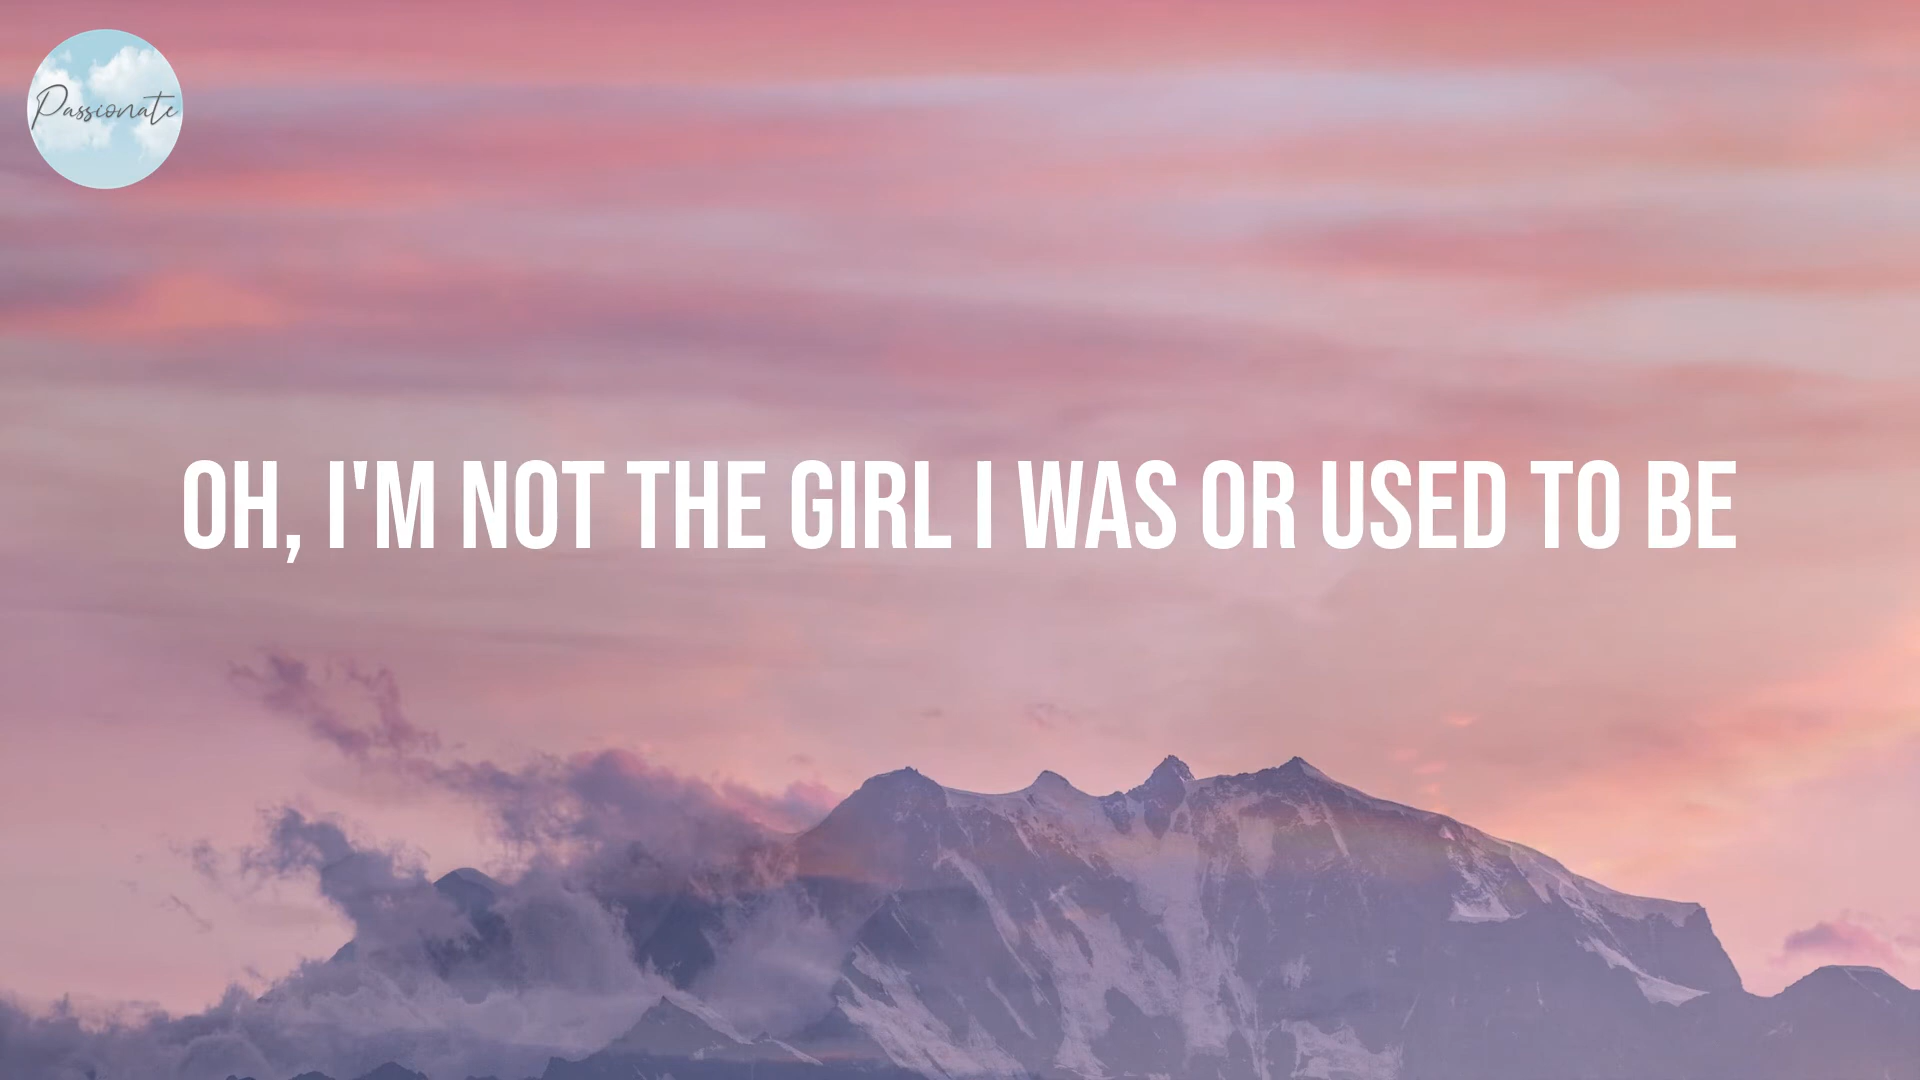 Passionate
OH, I'M NOT THE GIRL I WAS OR USED TO BE